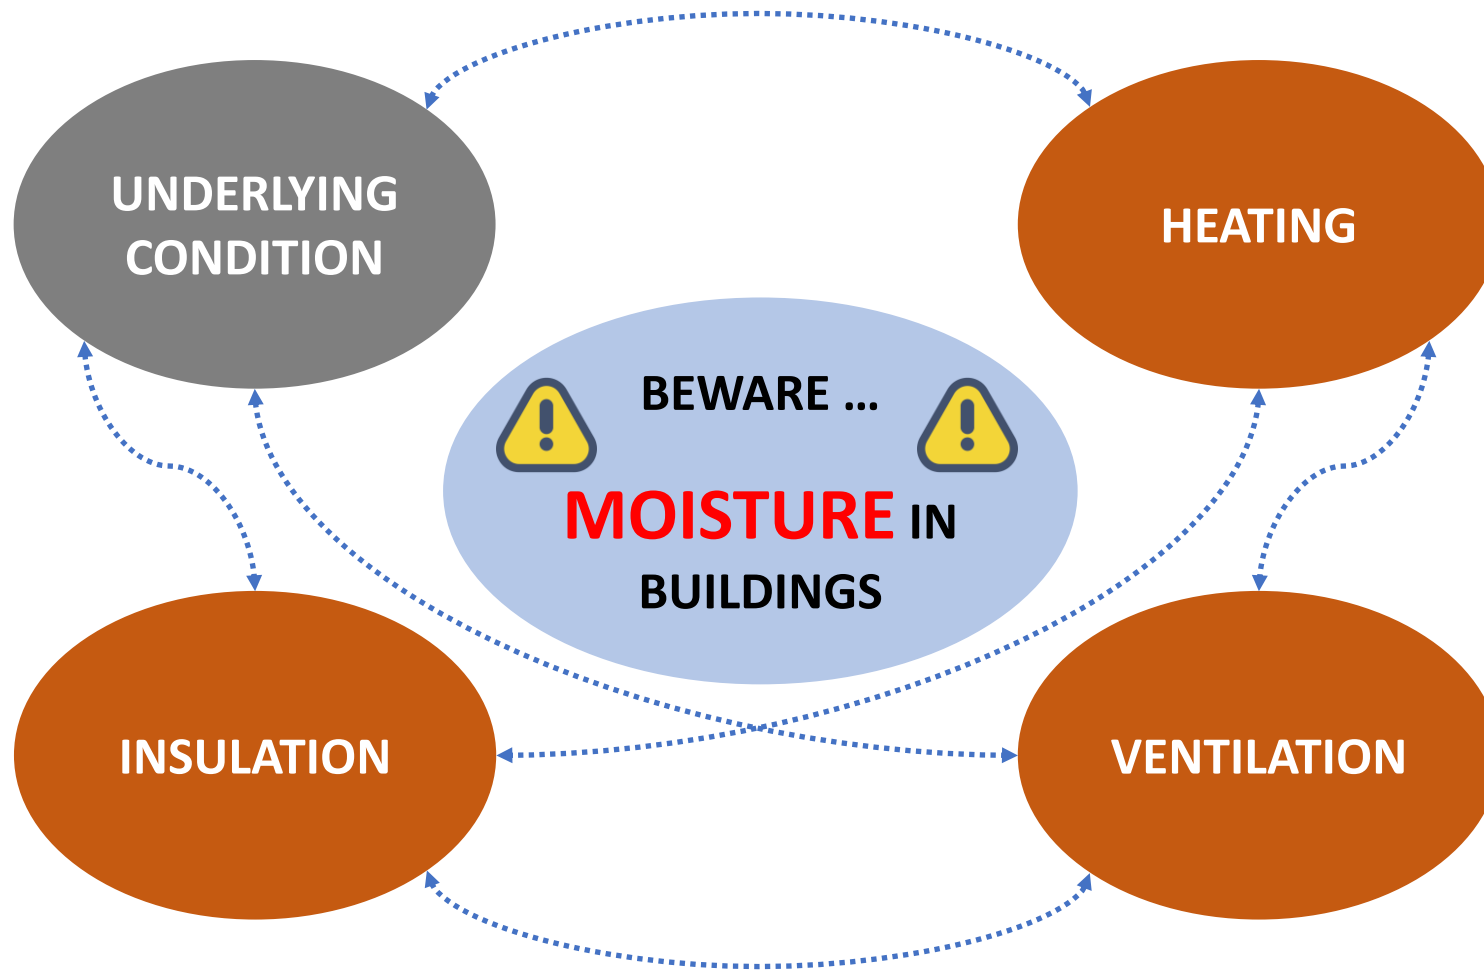 UNDERLYING
CONDITION
HEATING
BEWARE ...
MOISTURE IN
BUILDINGS
INSULATION
VENTILATION